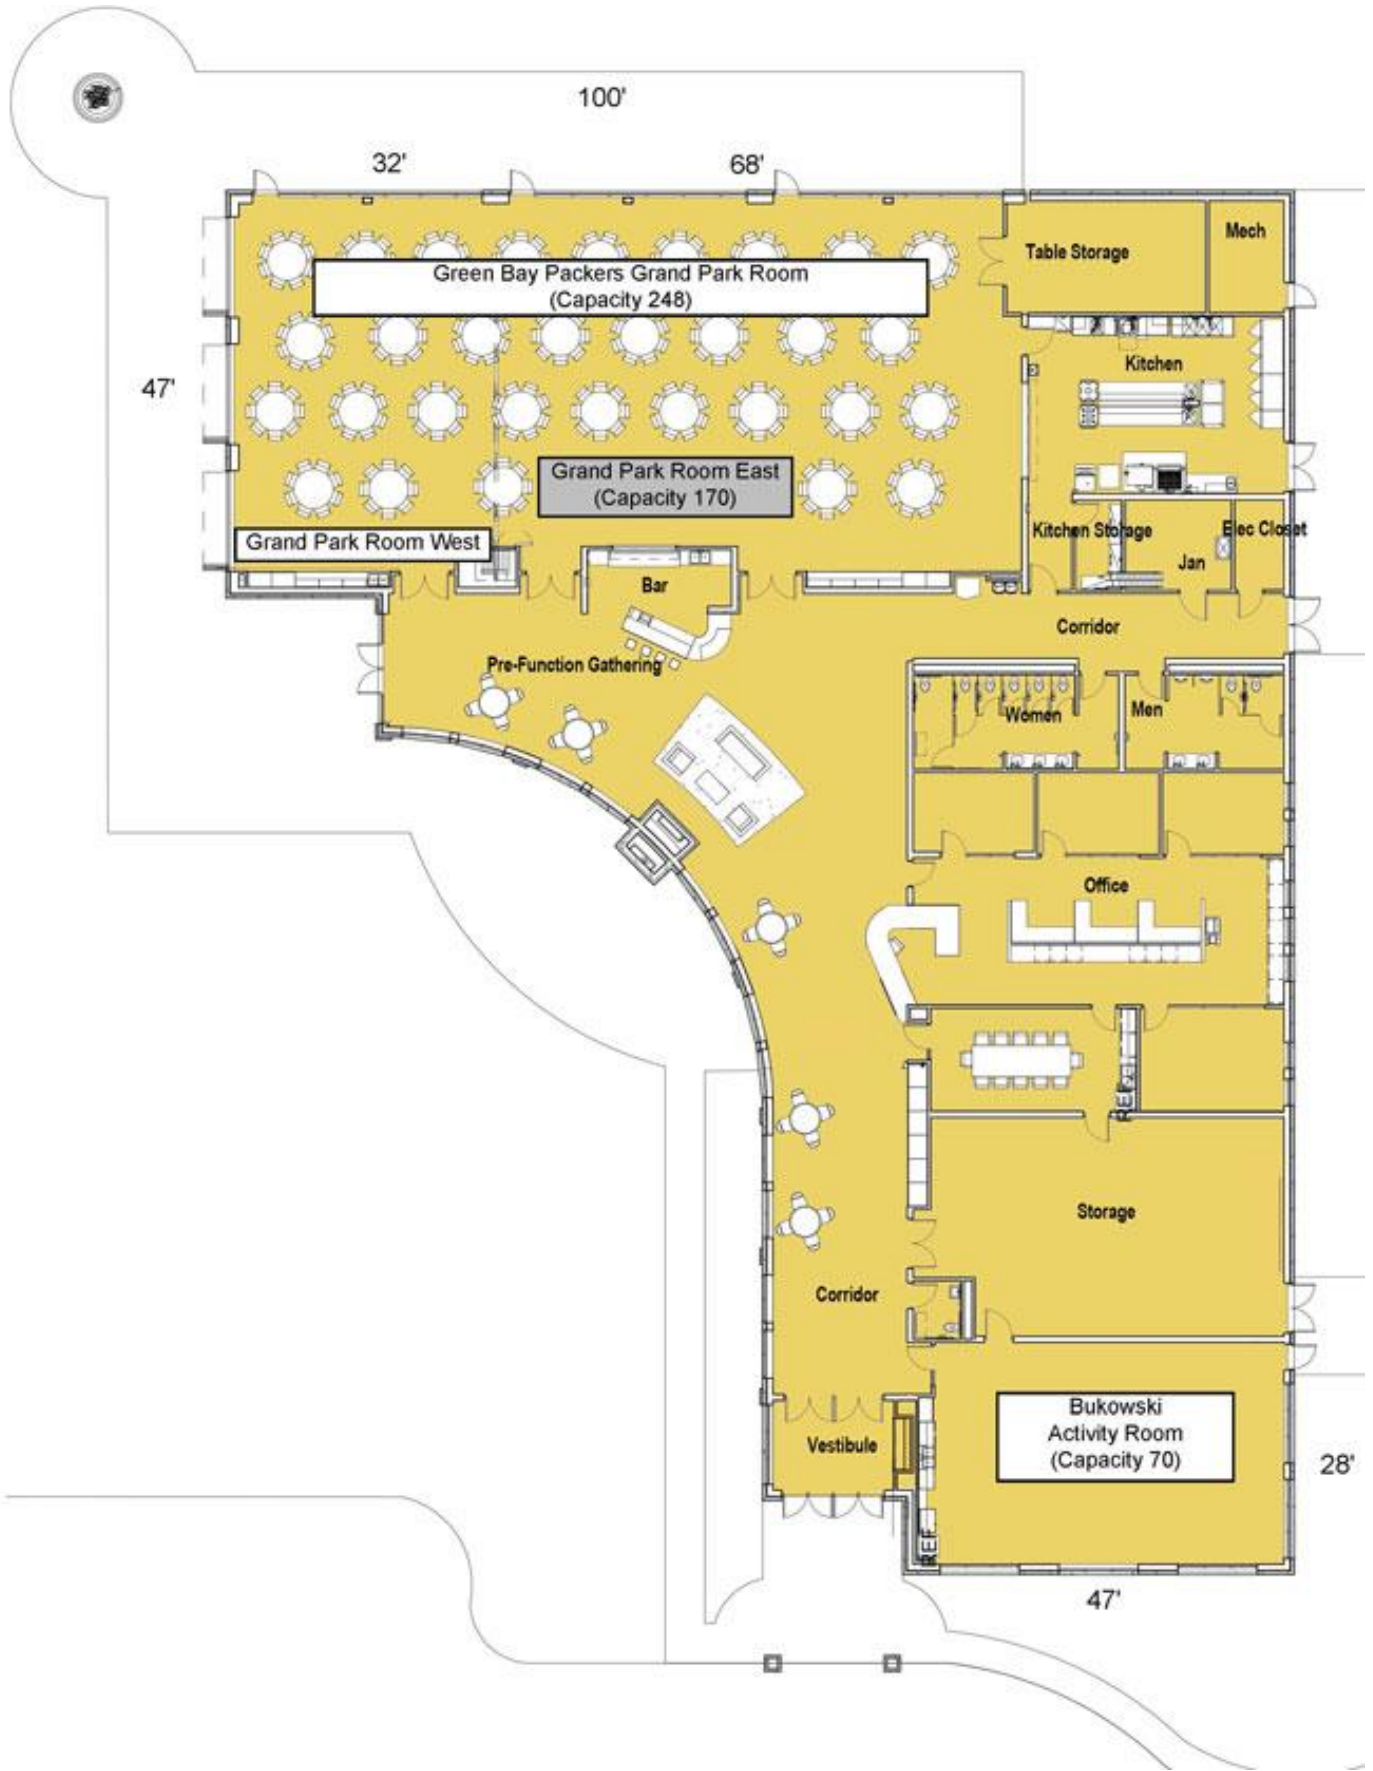 100'
32'
68'
Mech
Table Storage
Green Bay Packers Grand Park Room
(Capacity 248)
Kitchen
47'
Grand Park Room East
(Capacity 170)
Kitchen Storage
Elec Closet
Grand Park Room West
Jan
Bar
Corridor
Pre-Function Gathering
Women
Men
Office
REF
Storage
Corridor
Bukowski
Activity Room
(Capacity 70)
Vestibule
28'
REF
47'